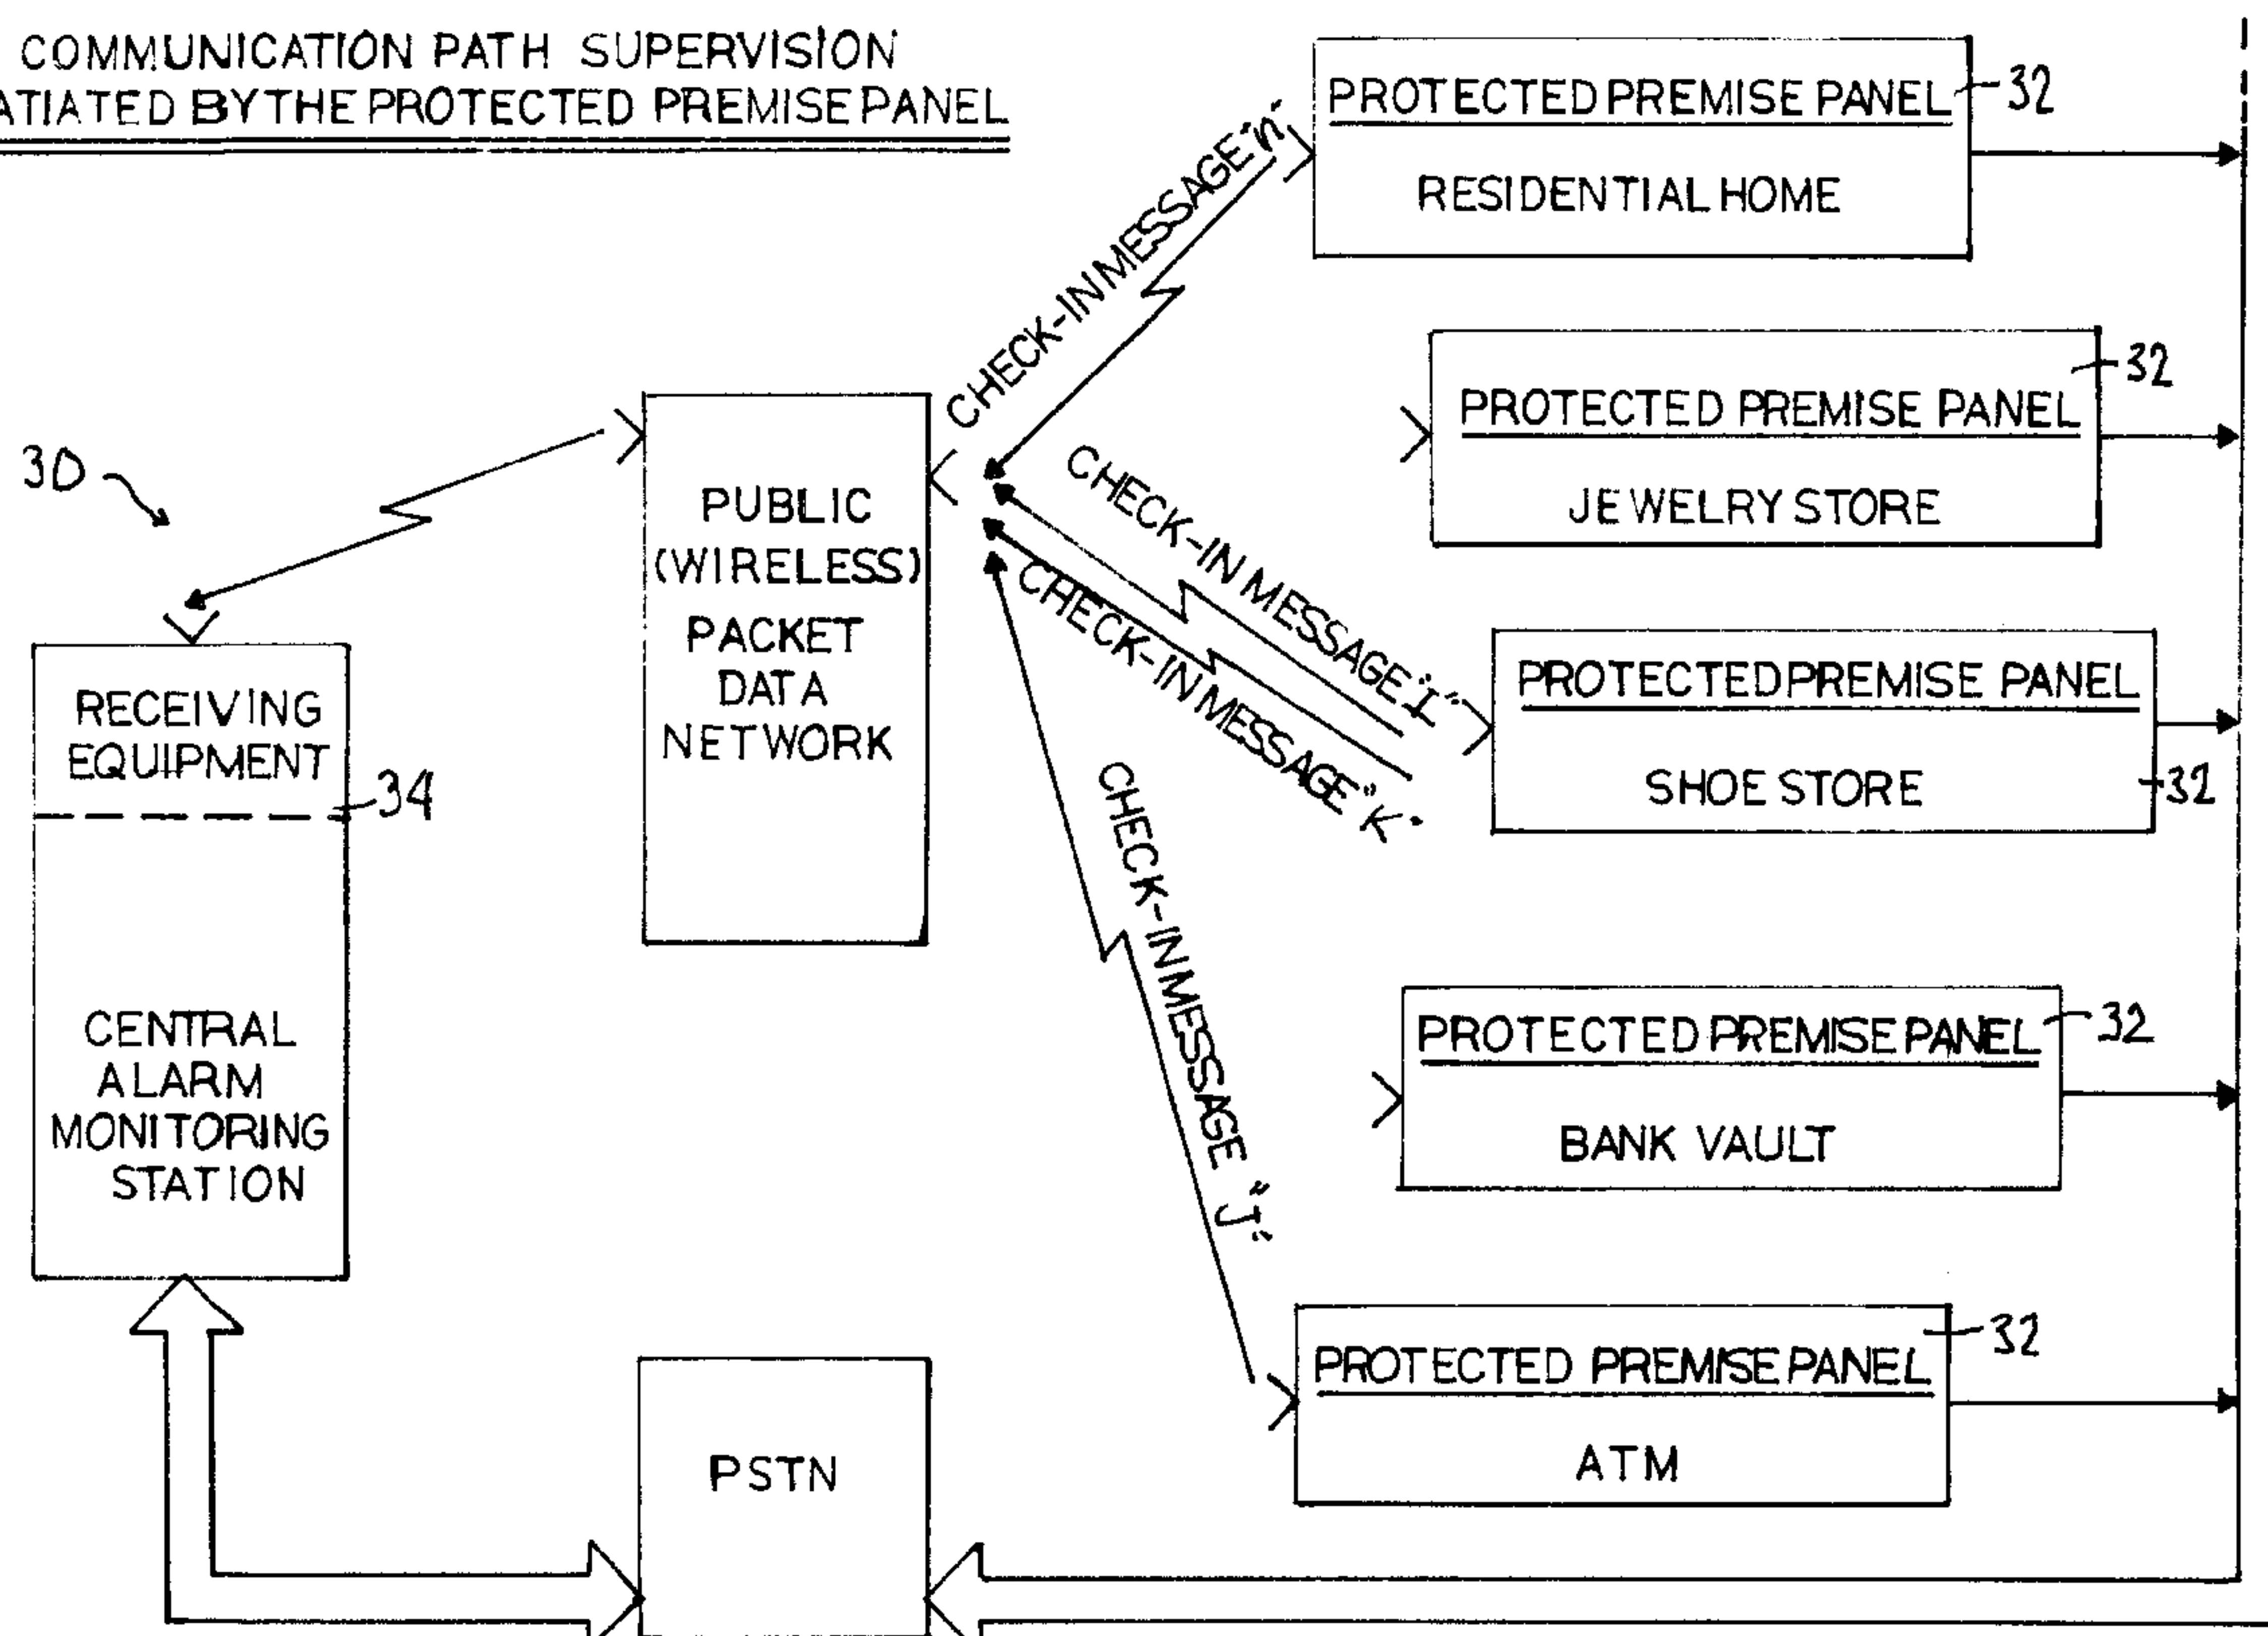 COMMUNICATION PATH SUPERVISION
ATIATED BY THE PROTECTED PREMISE PANEL
PROTECTED PREMISE PANEL
32
RESIDENTIAL HOME
CHECK-IN MESSAGE "n"
PROTECTED PREMISE PANEL
32
JEWELRY STORE
30
PUBLIC
(WIRELESS)
PACKET
DATA
NETWORK
CHECK-IN MESSAGE "I"
CHECK-IN MESSAGE "K"
PROTECTED PREMISE PANEL
SHOE STORE
32
RECEIVING
EQUIPMENT
34
CENTRAL
ALARM
MONITORING
STATION
CHECK-IN MESSAGE "J"
PROTECTED PREMISE PANEL
32
BANK VAULT
PROTECTED PREMISE PANEL
32
ATM
PSTN